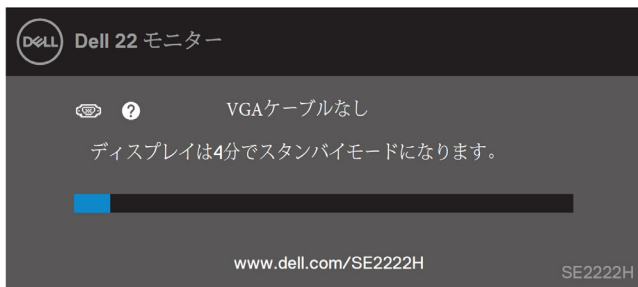 DELL Dell 22 モニター
? VGAケーブルなし
ディスプレイは4分でスタンバイモードになります。
www.dell.com/SE2222H
SE2222H